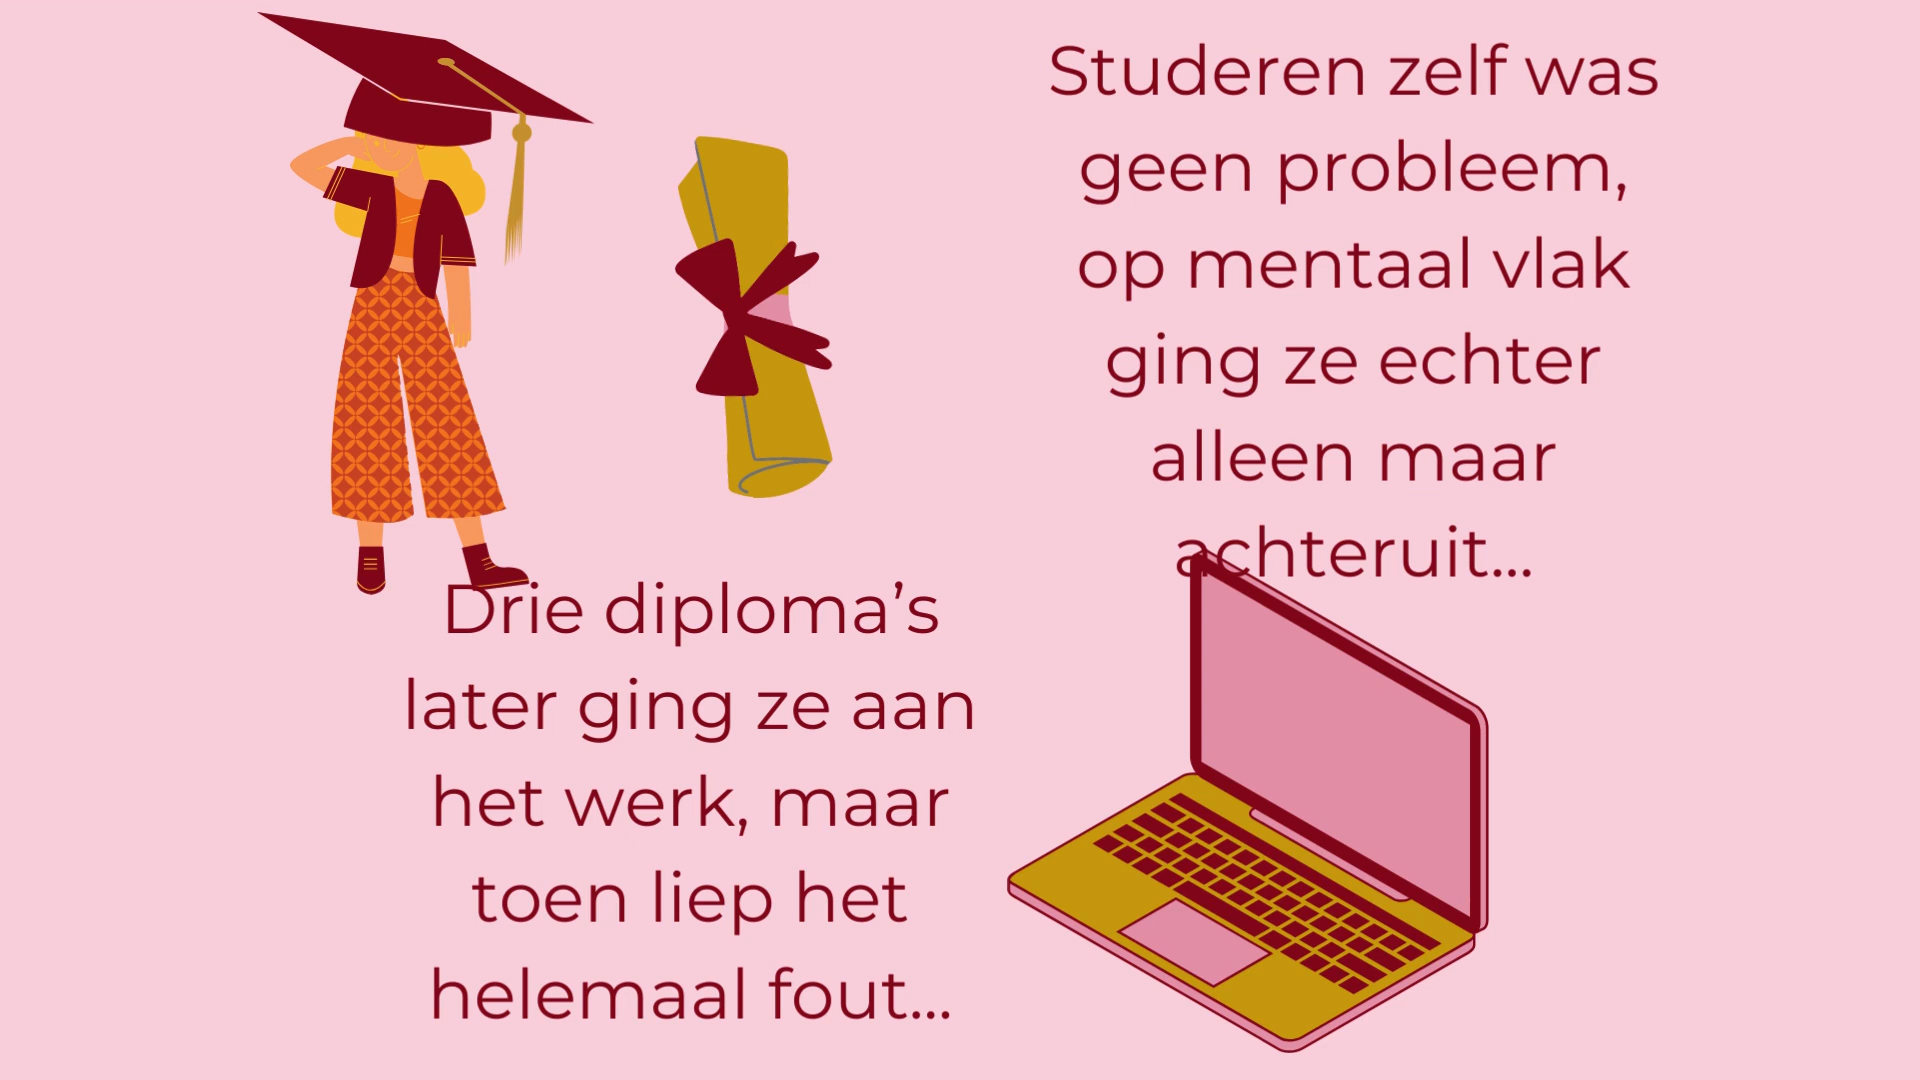 Studeren zelf was
geen probleem,
op mentaal vlak
ging ze echter
alleen maar
achteruit...
Drie diploma’s
later ging ze aan
het werk, maar
toen liep het
helemaal fout...